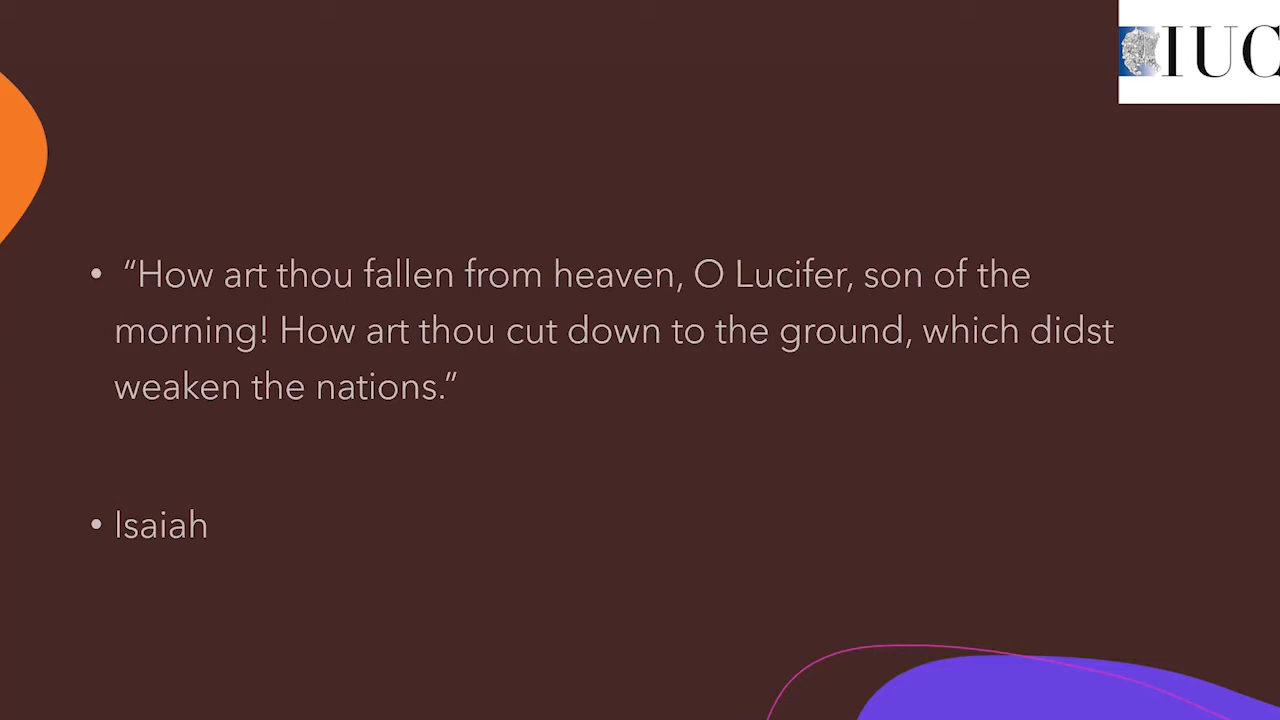 IUC
• “How art thou fallen from heaven, O Lucifer, son of the
morning! How art thou cut down to the ground, which didst
weaken the nations.”
• Isaiah